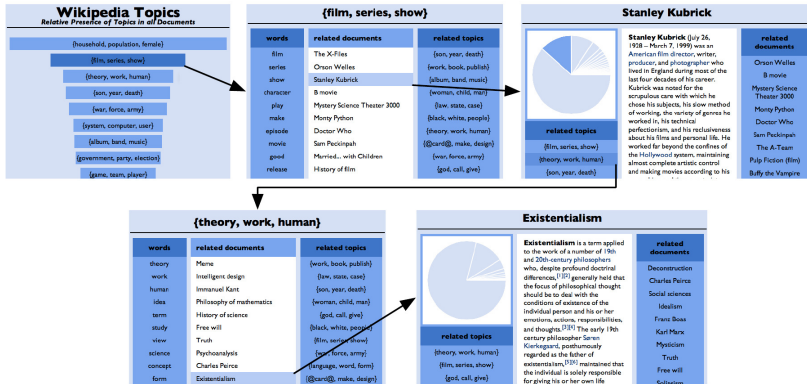 Wikipedia Topics
Relative Presence of Topics in all Documents
{household, population, female}
{film, series, show}
{theory, work, human}
{son, year, death}
{war, force, army}
{system, computer, user}
{album, band, music}
{government, party, election}
{game, team, player}
{film, series, show}
words
film
series
show
character
play
make
episode
movie
good
release
related documents
The X-Files
Orson Welles
Stanley Kubrick
B movie
Mystery Science Theater 3000
Monty Python
Doctor Who
Sam Peckinpah
Married... with Children
History of film
related topics
{son, year, death}
{work, book, publish}
{album, band, music}
{woman, child, man}
{law, state, case}
{black, white, people}
{theory, work, human}
{@card@, make, design}
{war, force, army}
{god, call, give}
Stanley Kubrick
related topics
{film, series, show}
{theory, work, human}
{son, year, death}
Stanley Kubrick (July 26,
1928 – March 7, 1999) was an
American film director, writer,
producer, and photographer who
lived in England during most of the
last four decades of his career.
Kubrick was noted for the
scrupulous care with which he
chose his subjects, his slow method
of working, the variety of genres he
worked in, his technical
perfectionism, and his reclusiveness
about his films and personal life. He
worked far beyond the confines of
the Hollywood system, maintaining
almost complete artistic control
and making movies according to his
related
documents
Orson Welles
B movie
Mystery Science
Theater 3000
Monty Python
Doctor Who
Sam Peckinpah
The A-Team
Pulp Fiction (film)
Buffy the Vampire
{theory, work, human}
words
theory
work
human
idea
term
study
view
science
concept
form
related documents
Meme
Intelligent design
Immanuel Kant
Philosophy of mathematics
History of science
Free will
Truth
Psychoanalysis
Charles Peirce
Existentialism
related topics
{work, book, publish}
{law, state, case}
{son, year, death}
{woman, child, man}
{god, call, give}
{black, white, people}
{film, series, show}
{war, force, army}
{language, word, form}
{@card@, make, design}
Existentialism
related topics
{theory, work, human}
{film, series, show}
{god, call, give}
Existentialism is a term applied
to the work of a number of 19th
and 20th-century philosophers
who, despite profound doctrinal
differences,[1][2] generally held that
the focus of philosophical thought
should be to deal with the
conditions of existence of the
individual person and his or her
emotions, actions, responsibilities,
and thoughts.[3][4] The early 19th
century philosopher Søren
Kierkegaard, posthumously
regarded as the father of
existentialism,[5][6] maintained that
the individual is solely responsible
for giving his or her own life
related
documents
Deconstruction
Charles Peirce
Social sciences
Idealism
Franz Boas
Karl Marx
Mysticism
Truth
Free will
Solipsism